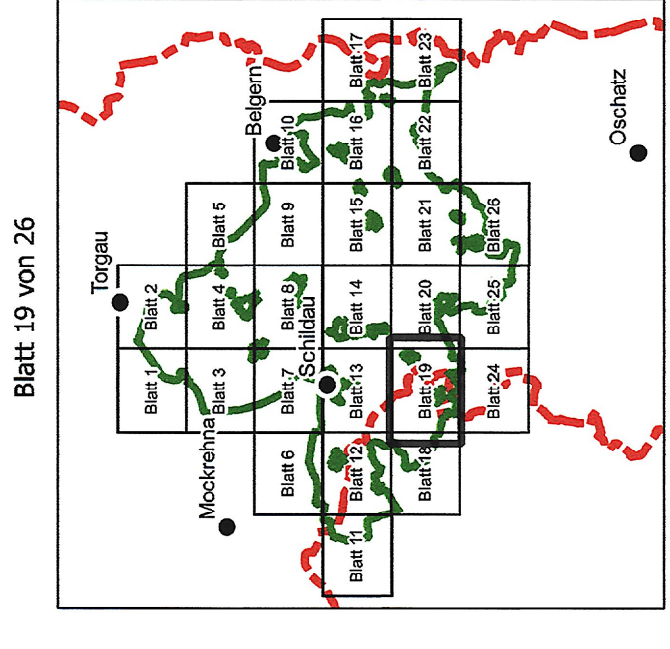 Blatt 19 von 26
Torgau
Mockrehna
Schildau
Belgern
Oschatz
Blatt 1
Blatt 2
Blatt 3
Blatt 4
Blatt 5
Blatt 6
Blatt 7
Blatt 8
Blatt 9
Blatt 10
Blatt 11
Blatt 12
Blatt 13
Blatt 14
Blatt 15
Blatt 16
Blatt 17
Blatt 18
Blatt 19
Blatt 20
Blatt 21
Blatt 22
Blatt 23
Blatt 24
Blatt 25
Blatt 26